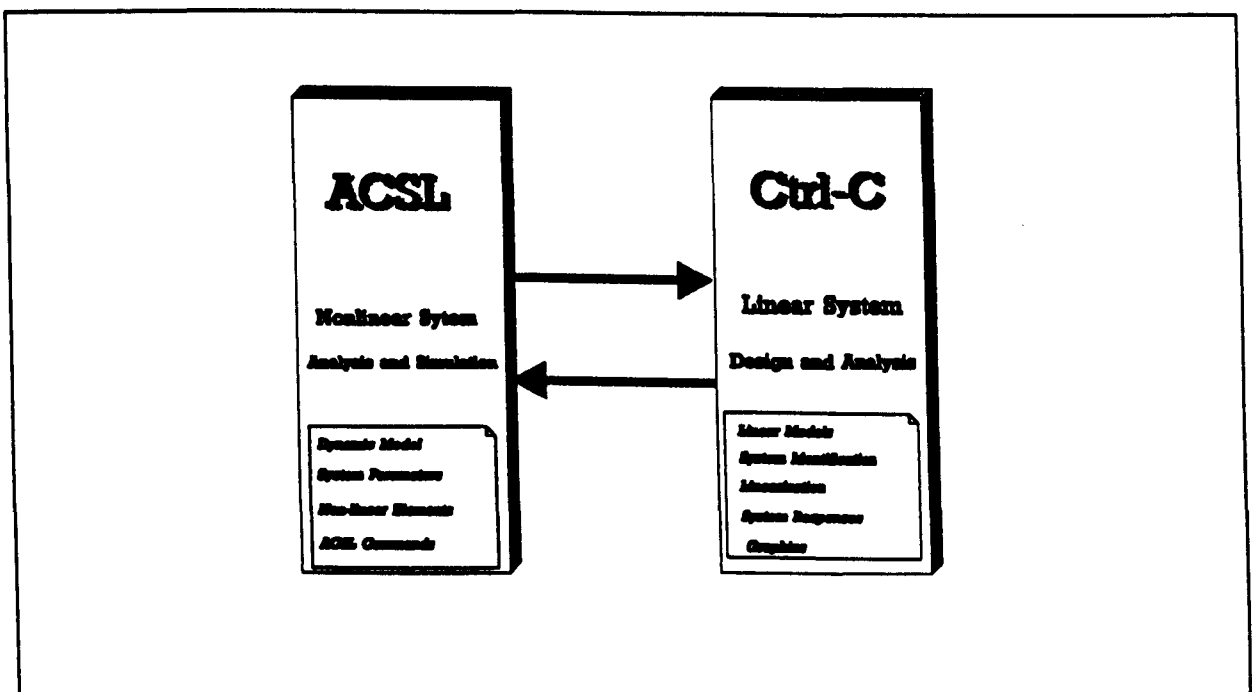 ACSL
Nonlinear Sytem
Analysis and Simulation
Dynamic Model
System Parameters
Non-linear Elements
ACSL Commands
Ctrl-C
Linear System
Design and Analysis
Linear Models
System Identification
Linearization
System Responses
Graphics